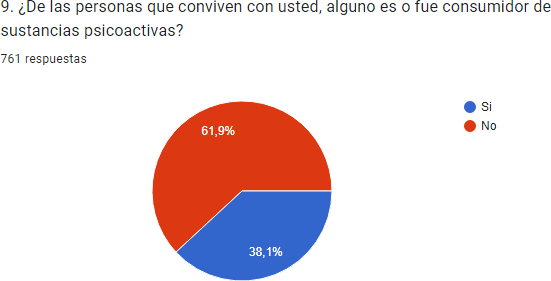 9. ¿De las personas que conviven con usted, alguno es o fue consumidor de
sustancias psicoactivas?
761 respuestas
Si
No
61,9%
38,1%